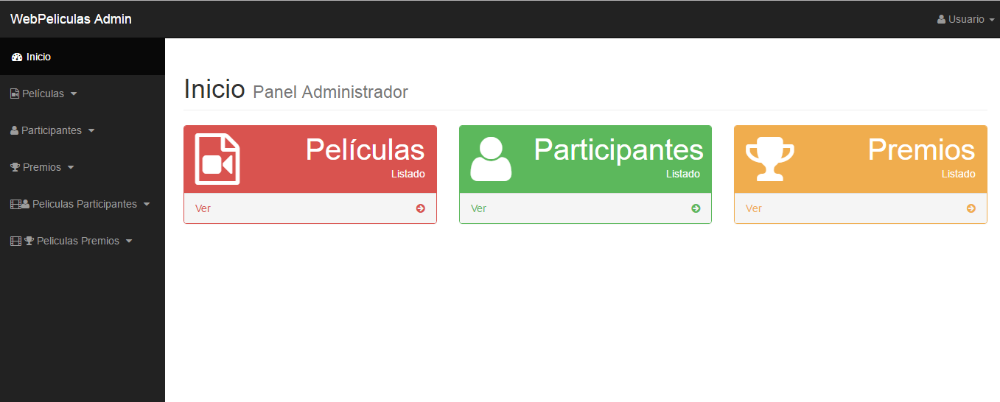 WebPeliculas Admin
Usuario
Inicio
Películas
Participantes
Premios
Peliculas Participantes
Peliculas Premios
Inicio Panel Administrador
Películas
Listado
Ver
Participantes
Listado
Ver
Premios
Listado
Ver